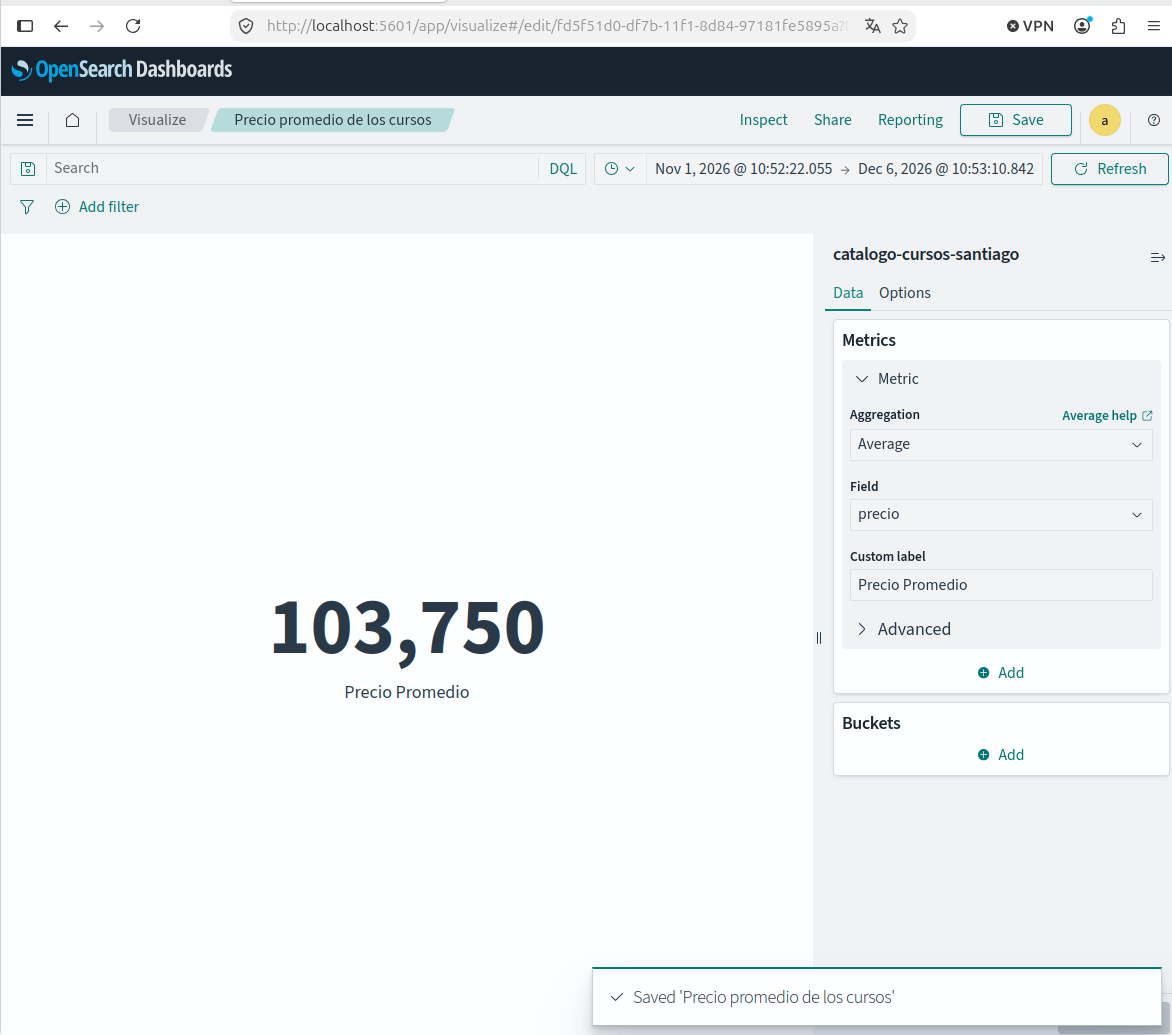 http://localhost:5601/app/visualize#/edit/fd5f51d0-df7b-11f1-8d84-97181fe5895a?
VPN
OpenSearch Dashboards
Visualize
Precio promedio de los cursos
Inspect
Share
Reporting
Save
a
Search
DQL
Nov 1, 2026 @ 10:52:22.055 → Dec 6, 2026 @ 10:53:10.842
Refresh
Add filter
catalogo-cursos-santiago
Data
Options
Metrics
Metric
Aggregation
Average help
Average
Field
precio
Custom label
Precio Promedio
Advanced
Add
Buckets
Add
103,750
Precio Promedio
Saved 'Precio promedio de los cursos'